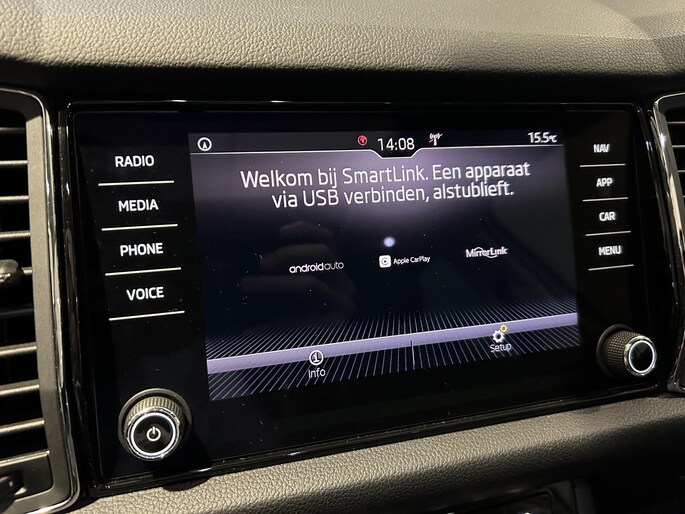 RADIO
MEDIA
PHONE
VOICE
14:08
15.5°C
Welkom bij SmartLink. Een apparaat
via USB verbinden, alstublieft.
androidauto
Apple CarPlay
MirrorLink
Info
Setup
NAV
APP
CAR
MENU